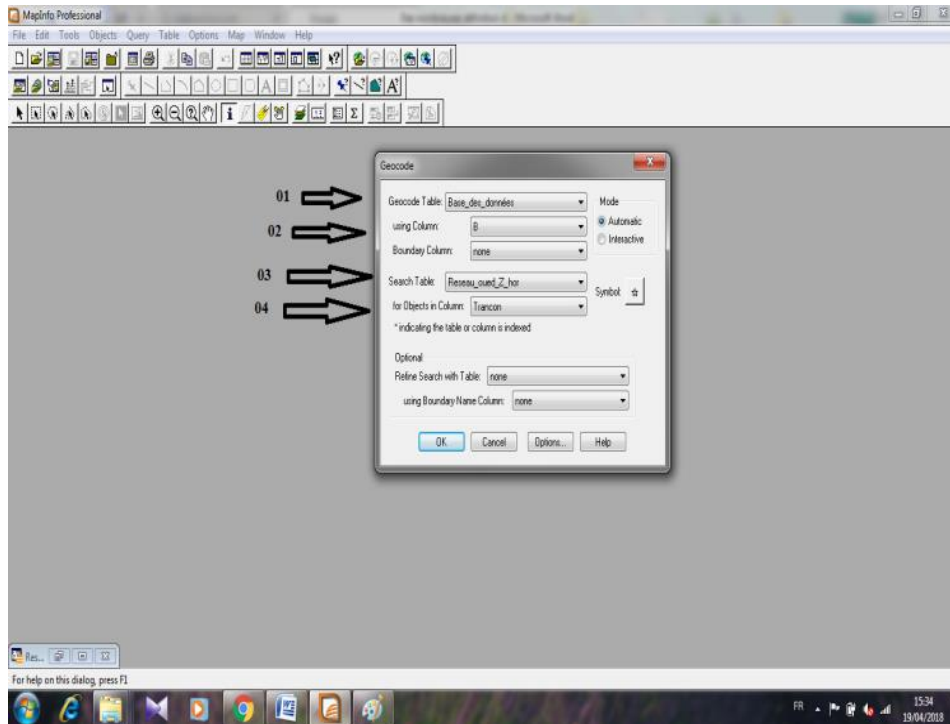 MapInfo Professional
File Edit Tools Objects Query Table Options Map Window Help
Geocode
01
Geocode Table: Base_des_données
Mode
02
using Column: B
Automatic
Interactive
Boundary Column: none
03
Search Table: Reseau_oued_Z_hor
Symbol:
04
for Objects in Column: Trancon
* indicating the table or column is indexed
Optional
Refine Search with Table: none
using Boundary Name Column: none
OK Cancel Options... Help
Res...
For help on this dialog, press F1
FR
15:34
19/04/2018